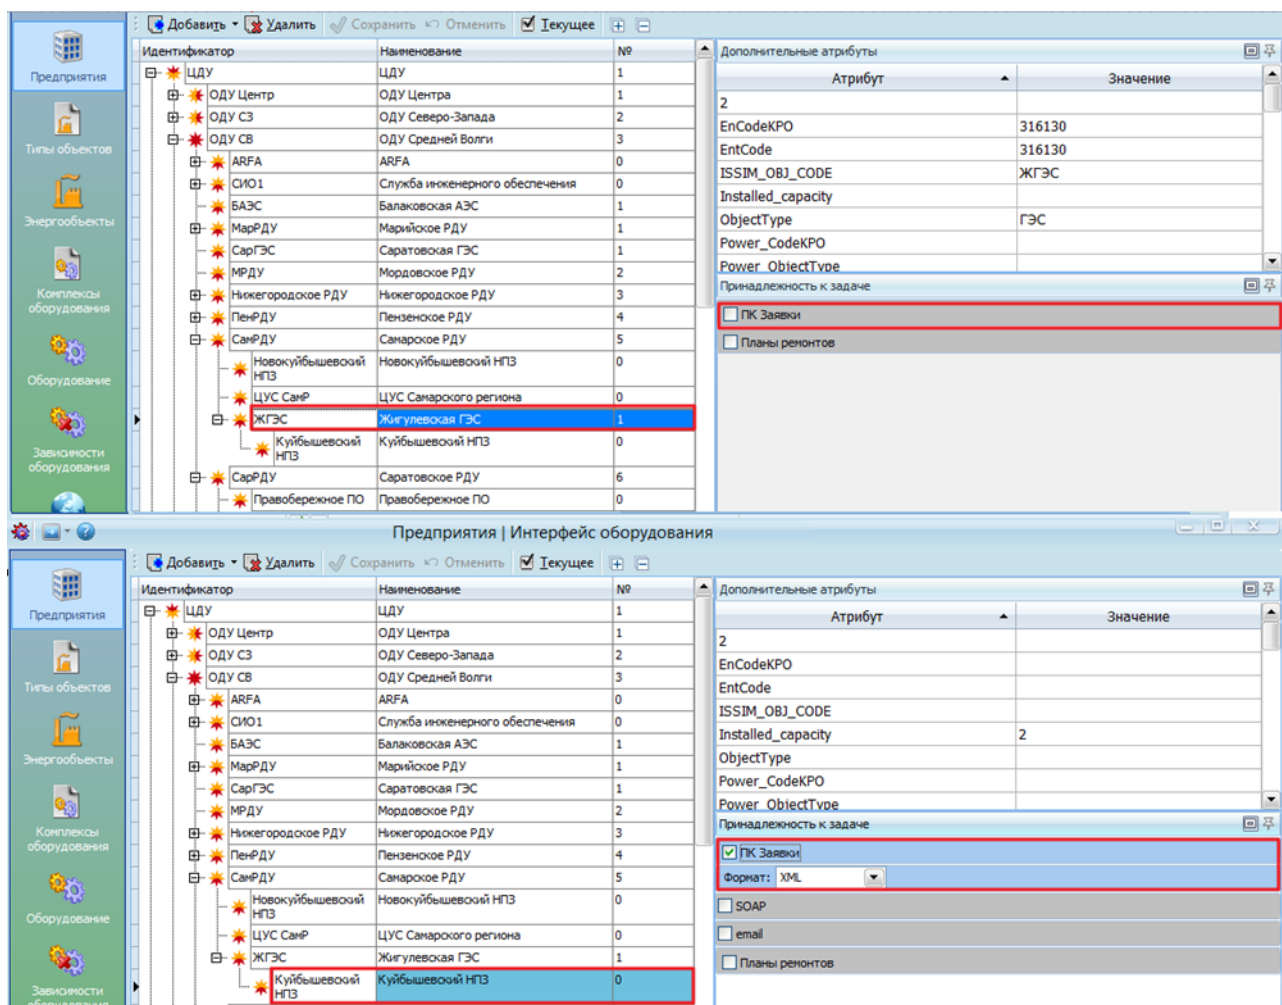 Добавить Удалить Сохранить Отменить Текущее
Предприятия
Типы объектов
Энергообъекты
Комплексы
оборудования
Оборудование
Зависимости
оборудования
Идентификатор Наименование №
ЦДУ ЦДУ 1
ОДУ Центр ОДУ Центра 1
ОДУ СЗ ОДУ Северо-Запада 2
ОДУ СВ ОДУ Средней Волги 3
ARFA ARFA 0
СИО1 Служба инженерного обеспечения 0
БАЭС Балаковская АЭС 1
МарРДУ Марийское РДУ 1
СарГЭС Саратовская ГЭС 1
МРДУ Мордовское РДУ 2
Нижегородское РДУ Нижегородское РДУ 3
ПенРДУ Пензенское РДУ 4
СамРДУ Самарское РДУ 5
Новокуйбышевский Новокуйбышевский НПЗ 0
НПЗ
ЦУС СамР ЦУС Самарского региона 0
ЖГЭС Жигулевская ГЭС 1
Куйбышевский Куйбышевский НПЗ 0
НПЗ
СарРДУ Саратовское РДУ 6
Правобережное ПО Правобережное ПО 0
Дополнительные атрибуты
Атрибут Значение
2
EnCodeKPO 316130
EntCode 316130
ISSIM_OBJ_CODE ЖГЭС
Installed_capacity
ObjectType ГЭС
Power_CodeKPO
Power_ObjectType
Принадлежность к задаче
ПК Заявки
Планы ремонтов
Предприятия | Интерфейс оборудования
Добавить Удалить Сохранить Отменить Текущее
Предприятия
Типы объектов
Энергообъекты
Комплексы
оборудования
Оборудование
Зависимости
оборудования
Идентификатор Наименование №
ЦДУ ЦДУ 1
ОДУ Центр ОДУ Центра 1
ОДУ СЗ ОДУ Северо-Запада 2
ОДУ СВ ОДУ Средней Волги 3
ARFA ARFA 0
СИО1 Служба инженерного обеспечения 0
БАЭС Балаковская АЭС 1
МарРДУ Марийское РДУ 1
СарГЭС Саратовская ГЭС 1
МРДУ Мордовское РДУ 2
Нижегородское РДУ Нижегородское РДУ 3
ПенРДУ Пензенское РДУ 4
СамРДУ Самарское РДУ 5
Новокуйбышевский Новокуйбышевский НПЗ 0
НПЗ
ЦУС СамР ЦУС Самарского региона 0
ЖГЭС Жигулевская ГЭС 1
Куйбышевский Куйбышевский НПЗ 0
НПЗ
Дополнительные атрибуты
Атрибут Значение
2
EnCodeKPO
EntCode
ISSIM_OBJ_CODE
Installed_capacity 2
ObjectType
Power_CodeKPO
Power_ObjectType
Принадлежность к задаче
ПК Заявки
Формат: XML
SOAP
email
Планы ремонтов